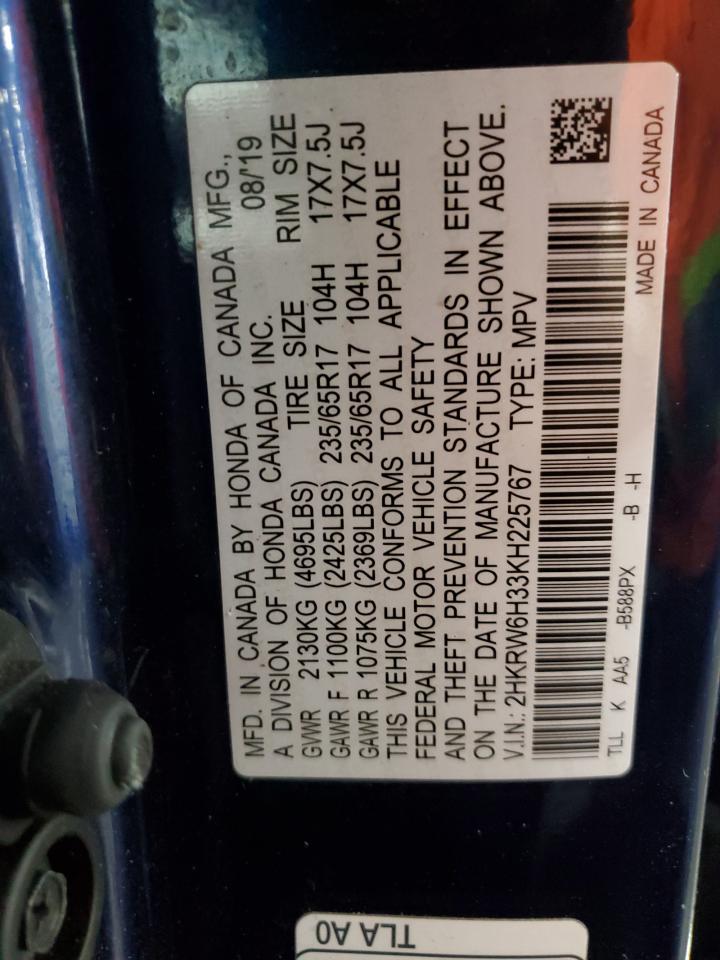 MFD. IN CANADA BY HONDA OF CANADA MFG.,
A DIVISION OF HONDA CANADA INC. 08/'19
GVWR 2130KG (4695LBS) TIRE SIZE RIM SIZE
GAWR F 1100KG (2425LBS) 235/65R17 104H 17X7.5J
GAWR R 1075KG (2369LBS) 235/65R17 104H 17X7.5J
THIS VEHICLE CONFORMS TO ALL APPLICABLE
FEDERAL MOTOR VEHICLE SAFETY
AND THEFT PREVENTION STANDARDS IN EFFECT
ON THE DATE OF MANUFACTURE SHOWN ABOVE.
V.I.N.: 2HKRW6H33KH225767 TYPE: MPV
TLL K AA5 -B588PX -B -H
MADE IN CANADA
TLA A0